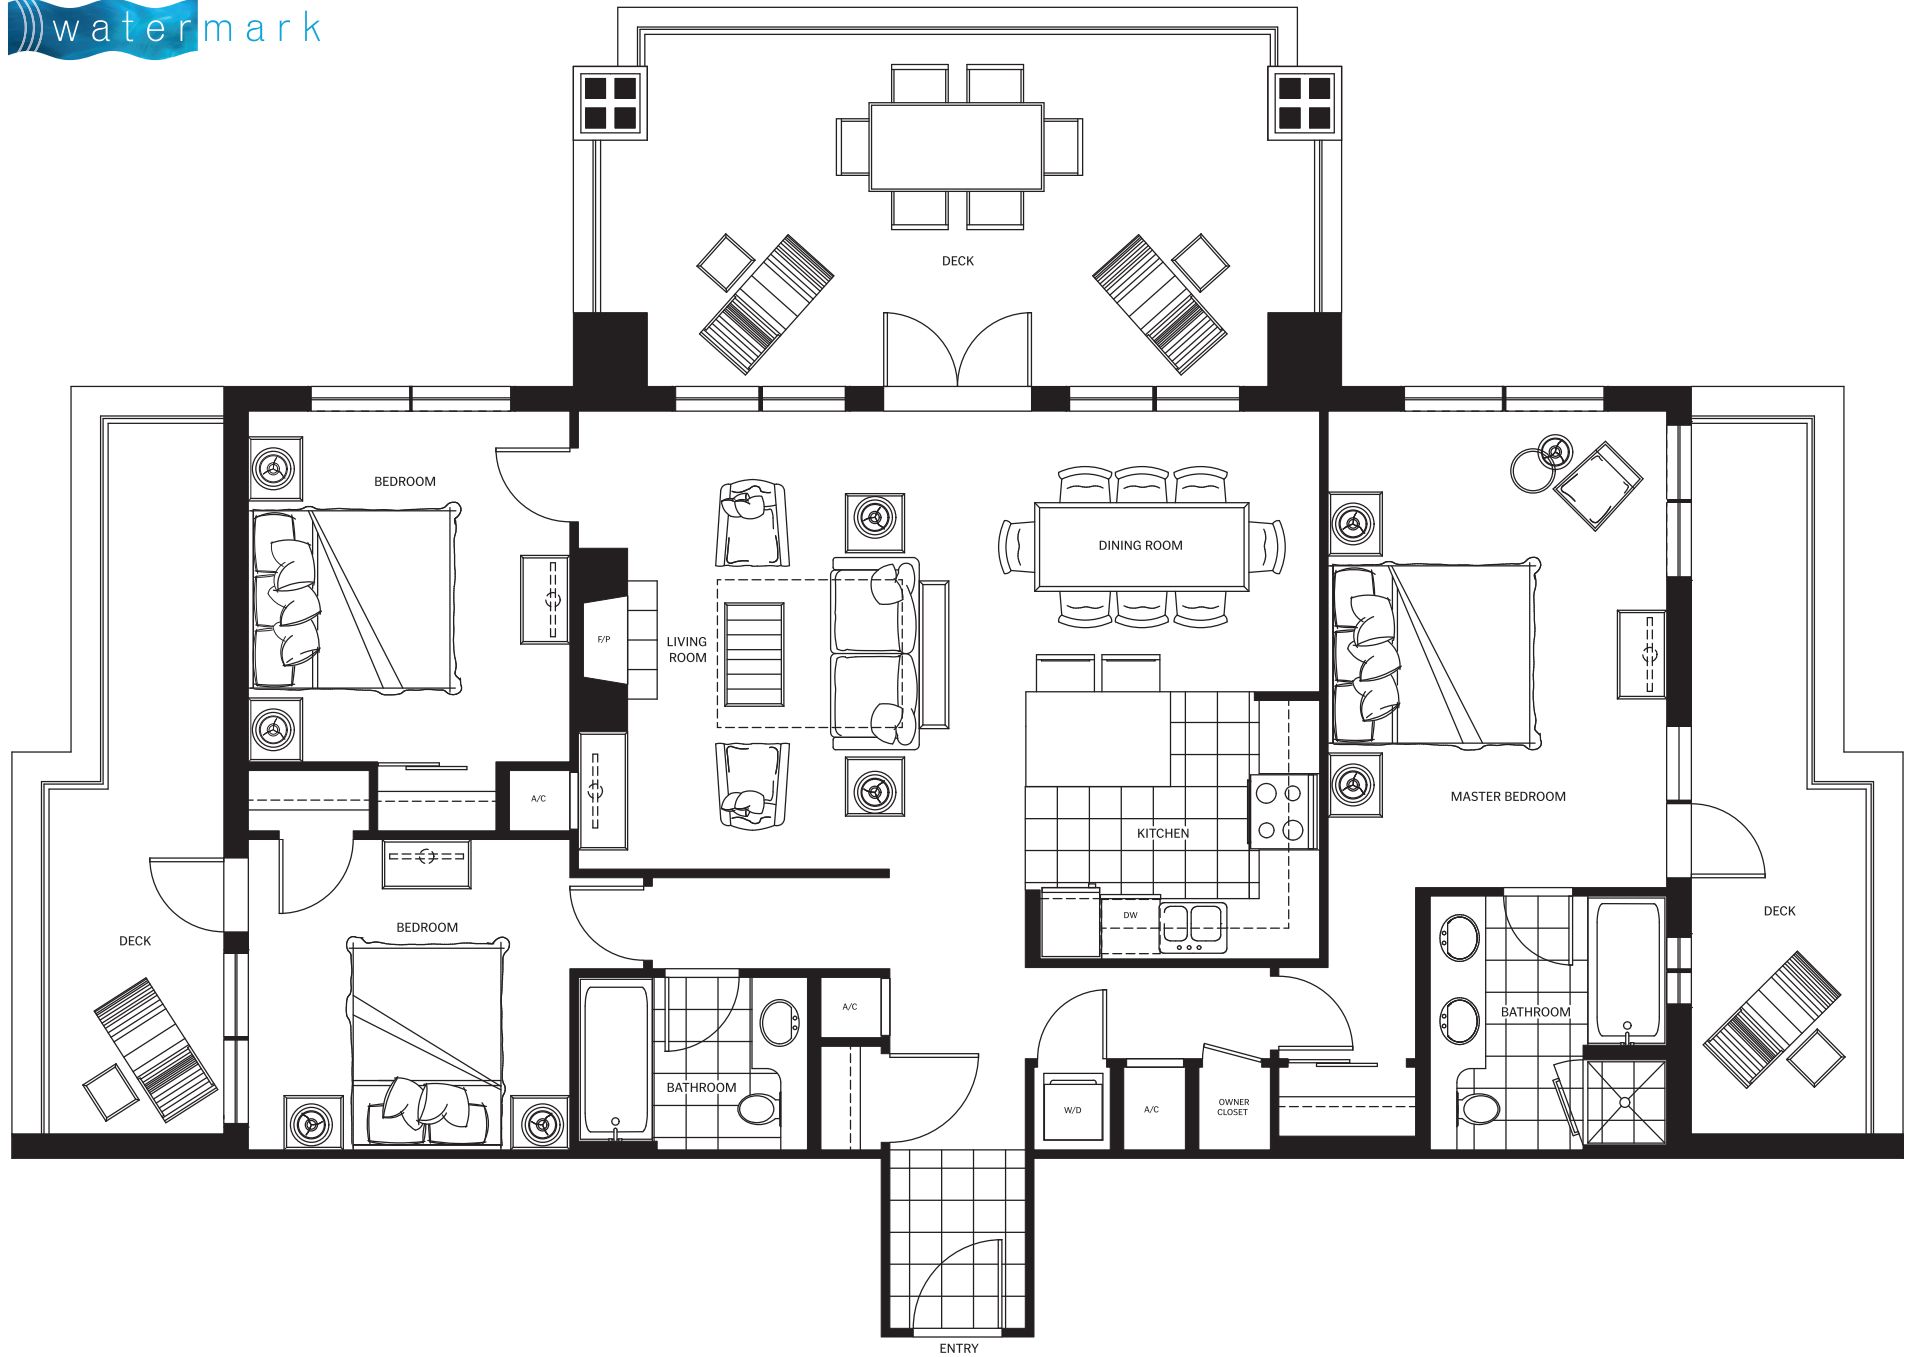 watermark
DECK
BEDROOM
DINING ROOM
F/P
LIVING
ROOM
MASTER BEDROOM
A/C
KITCHEN
DECK
DW
BEDROOM
DECK
A/C
BATHROOM
BATHROOM
OWNER
CLOSET
W/D
A/C
ENTRY